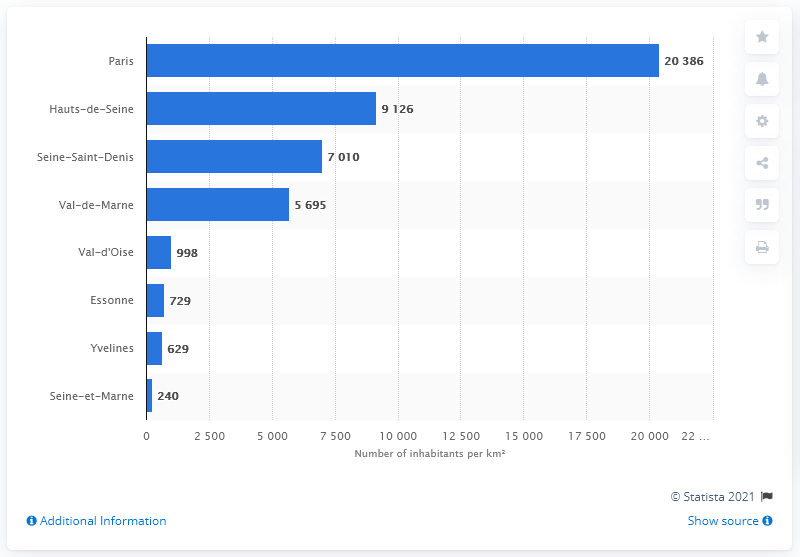 Paris 20 386
Hauts-de-Seine 9 126
Seine-Saint-Denis 7 010
Val-de-Marne 5 695
Val-d'Oise 998
Essonne 729
Yvelines 629
Seine-et-Marne 240
0 2 500 5 000 7 500 10 000 12 500 15 000 17 500 20 000 22 ...
Number of inhabitants per km²
© Statista 2021
Additional Information Show source